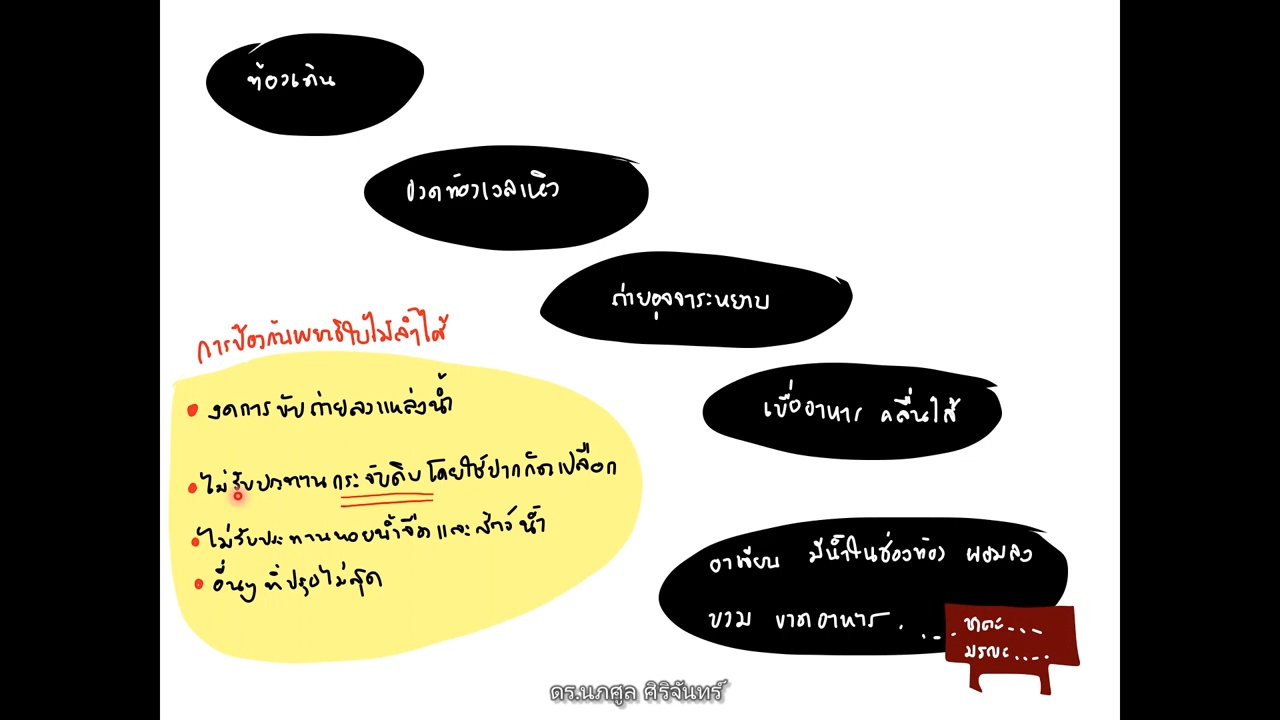 ท้องเดิน
ปวดท้องเวลาหิว
ถ่ายอุจจาระหยาบ
การป้องกันพยาธิใบไม้ลำไส้
งดการขับถ่ายลงแหล่งน้ำ
เบื่ออาหาร คลื่นไส้
ไม่รับประทานกระจับดิบโดยใช้ปากกัดเปลือก
ไม่รับประทานหอยน้ำจืดและสัตว์น้ำ
อื่นๆ ที่ปรุงไม่สุด
อาเจียน มีน้ำในช่องท้อง ผอมลง
บวม ขาดอาหาร.....
มรณะ....
ดร.นภศูล ศิริจันทร์